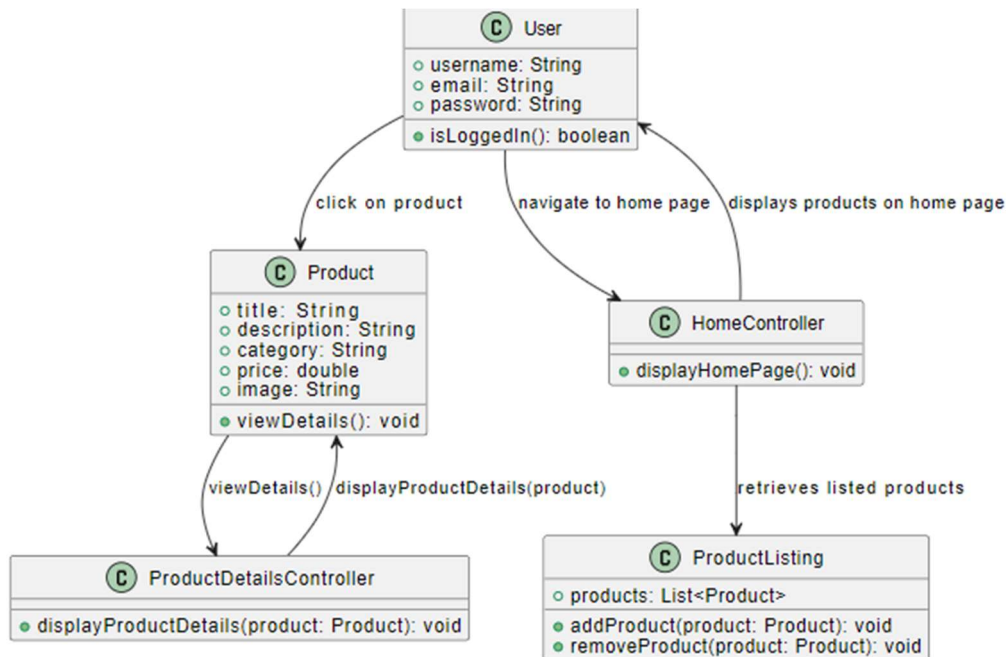 C User
username: String
email: String
password: String
isLoggedIn(): boolean
click on product
navigate to home page
displays products on home page
C Product
title: String
description: String
category: String
price: double
image: String
viewDetails(): void
C HomeController
displayHomePage(): void
viewDetails()
displayProductDetails(product)
retrieves listed products
C ProductDetailsController
displayProductDetails(product: Product): void
C ProductListing
products: List<Product>
addProduct(product: Product): void
removeProduct(product: Product): void